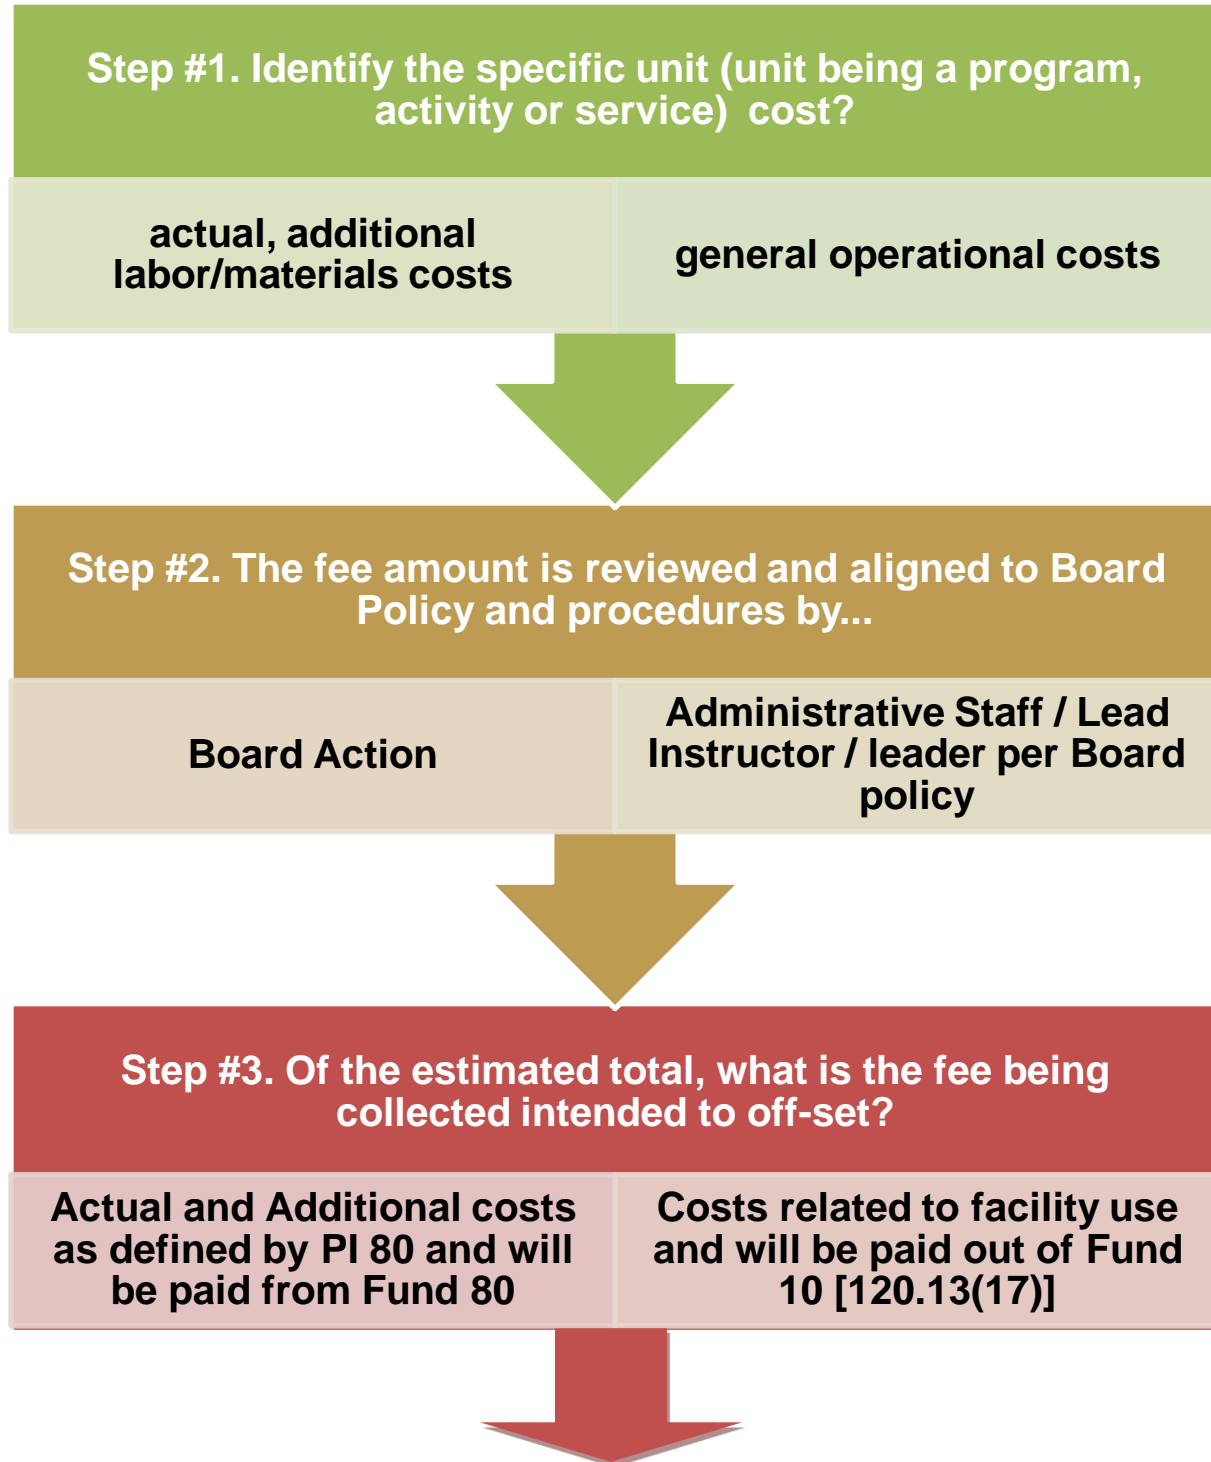 Step #1. Identify the specific unit (unit being a program,
activity or service)  cost?
actual, additional
labor/materials costs
general operational costs
Step #2. The fee amount is reviewed and aligned to Board
Policy and procedures by...
Board Action
Administrative Staff / Lead
Instructor / leader per Board
policy
Step #3. Of the estimated total, what is the fee being
collected intended to off-set?
Actual and Additional costs
as defined by PI 80 and will
be paid from Fund 80
Costs related to facility use
and will be paid out of Fund
10 [120.13(17)]